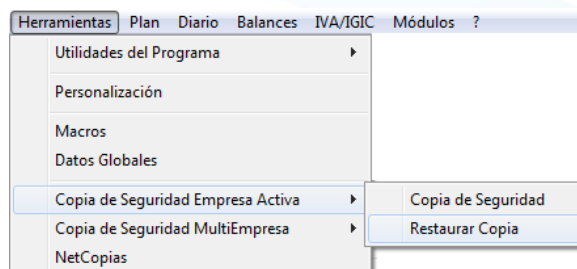 Herramientas Plan Diario Balances IVA/IGIC Módulos ?
Utilidades del Programa
Personalización
Macros
Datos Globales
Copia de Seguridad Empresa Activa
Copia de Seguridad
Copia de Seguridad MultiEmpresa
Restaurar Copia
NetCopias